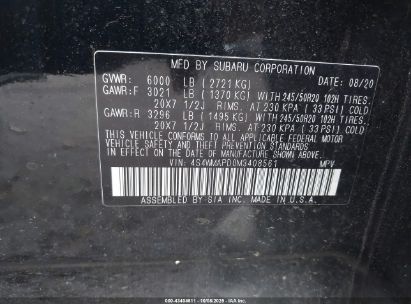 MFD BY SUBARU CORPORATION
GVWR: 6000 LB (2721 KG) DATE: 08/20
GAWR:F 3021 LB (1370 KG) WITH 245/50R20 102H TIRES.
20X7 1/2J RIMS. AT 230 KPA (33 PSI) COLD
GAWR:R 3296 LB (1495 KG) WITH 245/50R20 102H TIRES.
20X7 1/2J RIMS. AT 230 KPA (33 PSI) COLD
THIS VEHICLE CONFORMS TO ALL APPLICABLE FEDERAL MOTOR
VEHICLE SAFETY AND THEFT PREVENTION STANDARDS
IN EFFECT ON THE DATE OF MANUFACTURE SHOWN ABOVE
VIN: 4S4WMAPD0M3408561 MPV
ASSEMBLED BY SIA INC. MADE IN U.S.A.